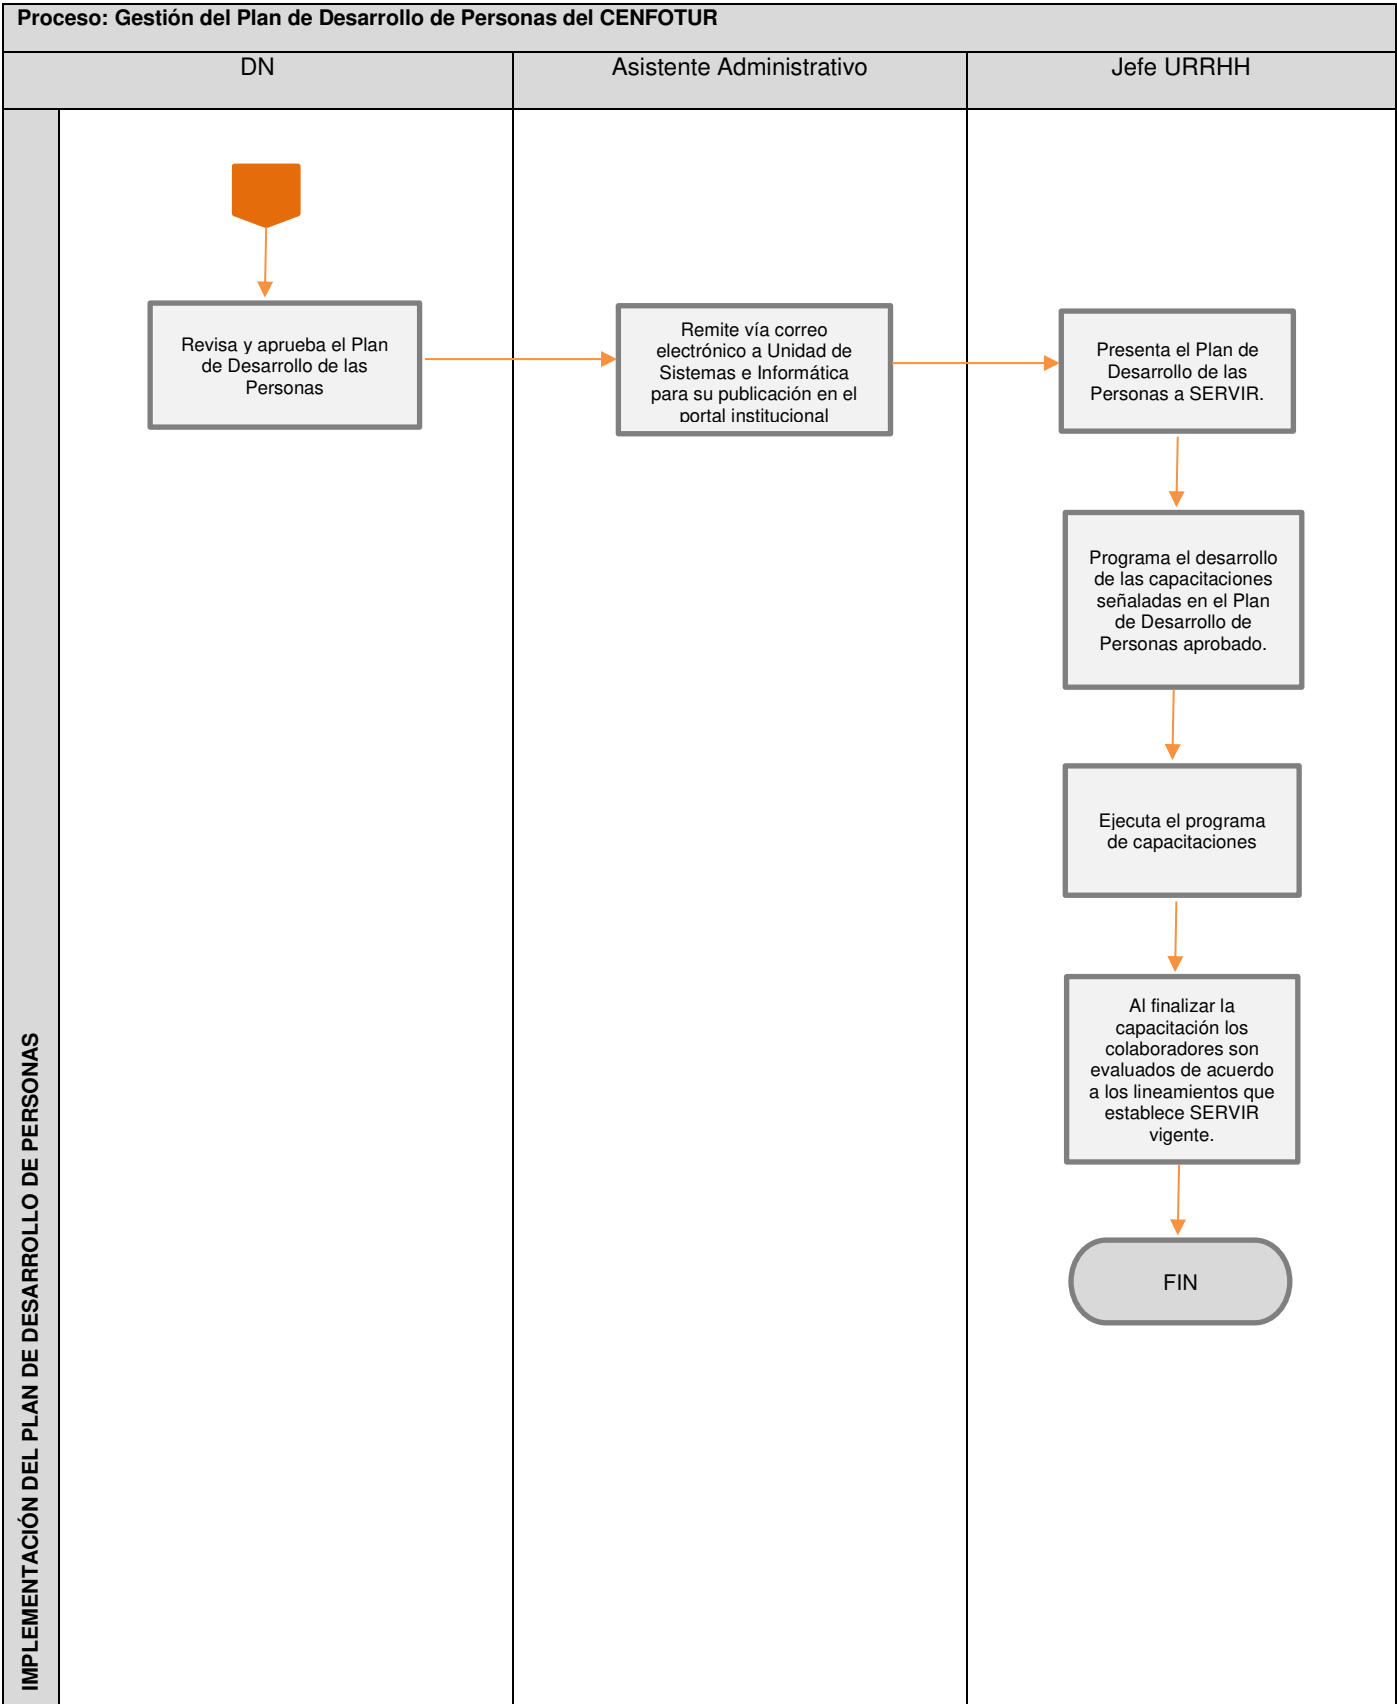 Proceso: Gestión del Plan de Desarrollo de Personas del CENFOTUR
DN
Asistente Administrativo
Jefe URRHH
IMPLEMENTACIÓN DEL PLAN DE DESARROLLO DE PERSONAS
Revisa y aprueba el Plan
de Desarrollo de las
Personas
Remite vía correo
electrónico a Unidad de
Sistemas e Informática
para su publicación en el
portal institucional
Presenta el Plan de
Desarrollo de las
Personas a SERVIR.
Programa el desarrollo
de las capacitaciones
señaladas en el Plan
de Desarrollo de
Personas aprobado.
Ejecuta el programa
de capacitaciones
Al finalizar la
capacitación los
colaboradores son
evaluados de acuerdo
a los lineamientos que
establece SERVIR
vigente.
FIN